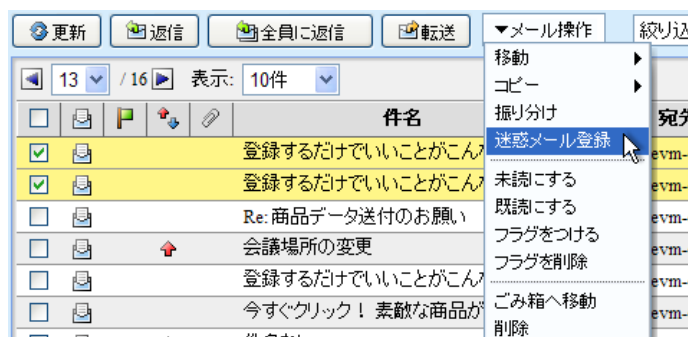 更新 返信 全員に返信 転送 ▼メール操作 絞り込
13 /16 表示: 10件
移動
コピー
振り分け
迷惑メール登録
未読にする
既読にする
フラグをつける
フラグを削除
ごみ箱へ移動
削除
件名 宛先
登録するだけでいいことがこん evm-
登録するだけでいいことがこん evm-
Re: 商品データ送付のお願い evm-
会議場所の変更 evm-
登録するだけでいいことがこん evm-
今すぐクリック！ 素敵な商品が evm-